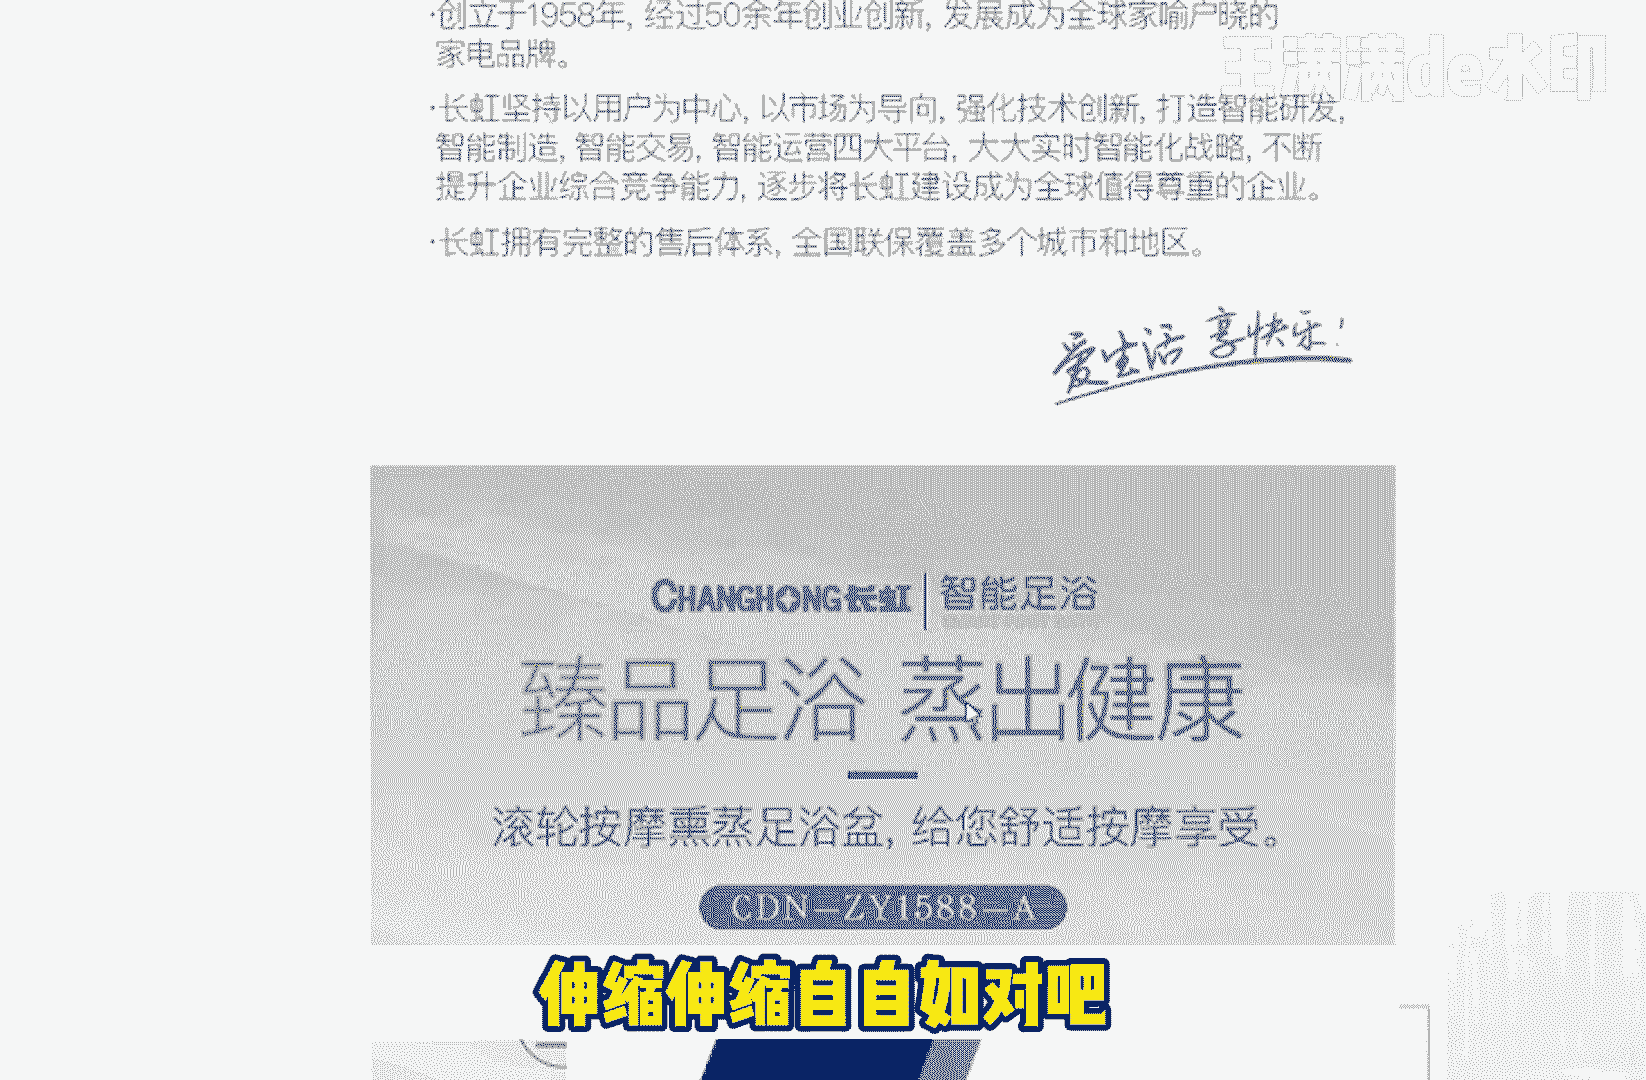 ·创立于1958年, 经过50余年创业创新, 发展成为全球家喻户晓的
家电品牌。
王满满de水印
·长虹坚持以用户为中心, 以市场为导向, 强化技术创新, 打造智能研发,
智能制造, 智能交易, 智能运营四大平台, 大大实时智能化战略, 不断
提升企业综合竞争能力, 逐步将长虹建设成为全球值得尊重的企业。
·长虹拥有完整的售后体系, 全国联保覆盖多个城市和地区。
爱生活 享快乐!
CHANGHONG长虹 智能足浴
臻品足浴 蒸出健康
滚轮按摩熏蒸足浴盆, 给您舒适按摩享受。
CDN-ZY1588-A
伸缩伸缩自自如对吧